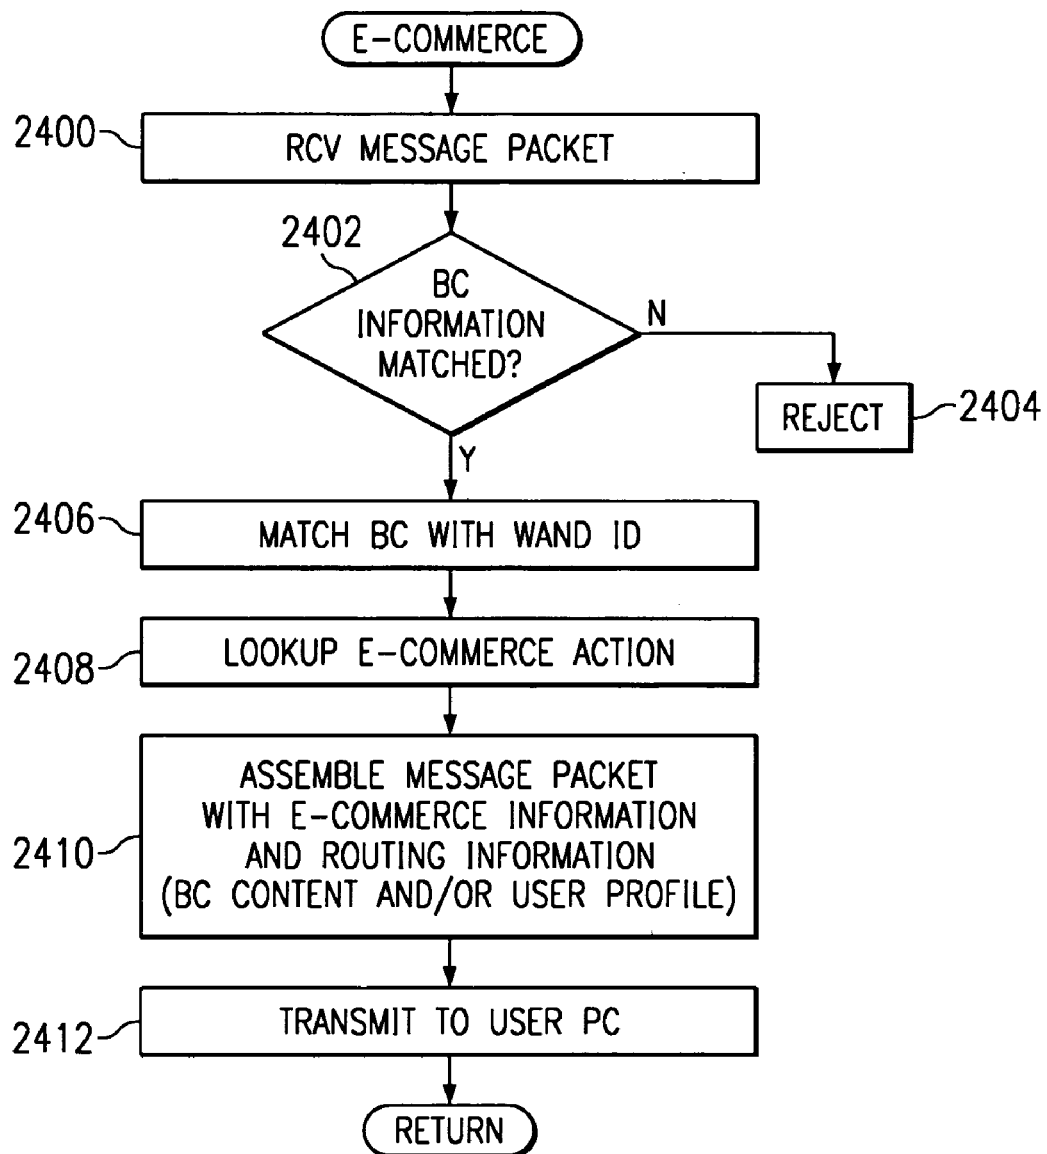 E-COMMERCE
2400
RCV MESSAGE PACKET
2402
BC
INFORMATION
MATCHED?
N
REJECT
2404
Y
2406
MATCH BC WITH WAND ID
2408
LOOKUP E-COMMERCE ACTION
2410
ASSEMBLE MESSAGE PACKET
WITH E-COMMERCE INFORMATION
AND ROUTING INFORMATION
(BC CONTENT AND/OR USER PROFILE)
2412
TRANSMIT TO USER PC
RETURN